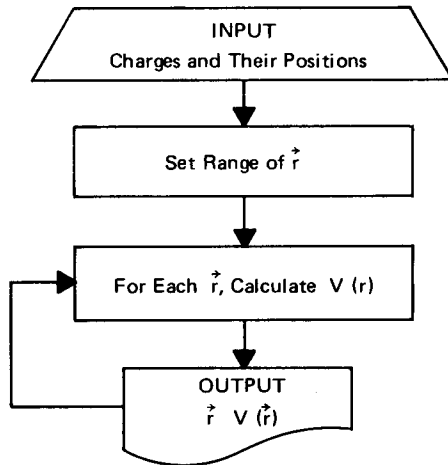 INPUT
Charges and Their Positions
Set Range of r⃗
For Each r⃗, Calculate V (r)
OUTPUT
r⃗ V (r⃗)